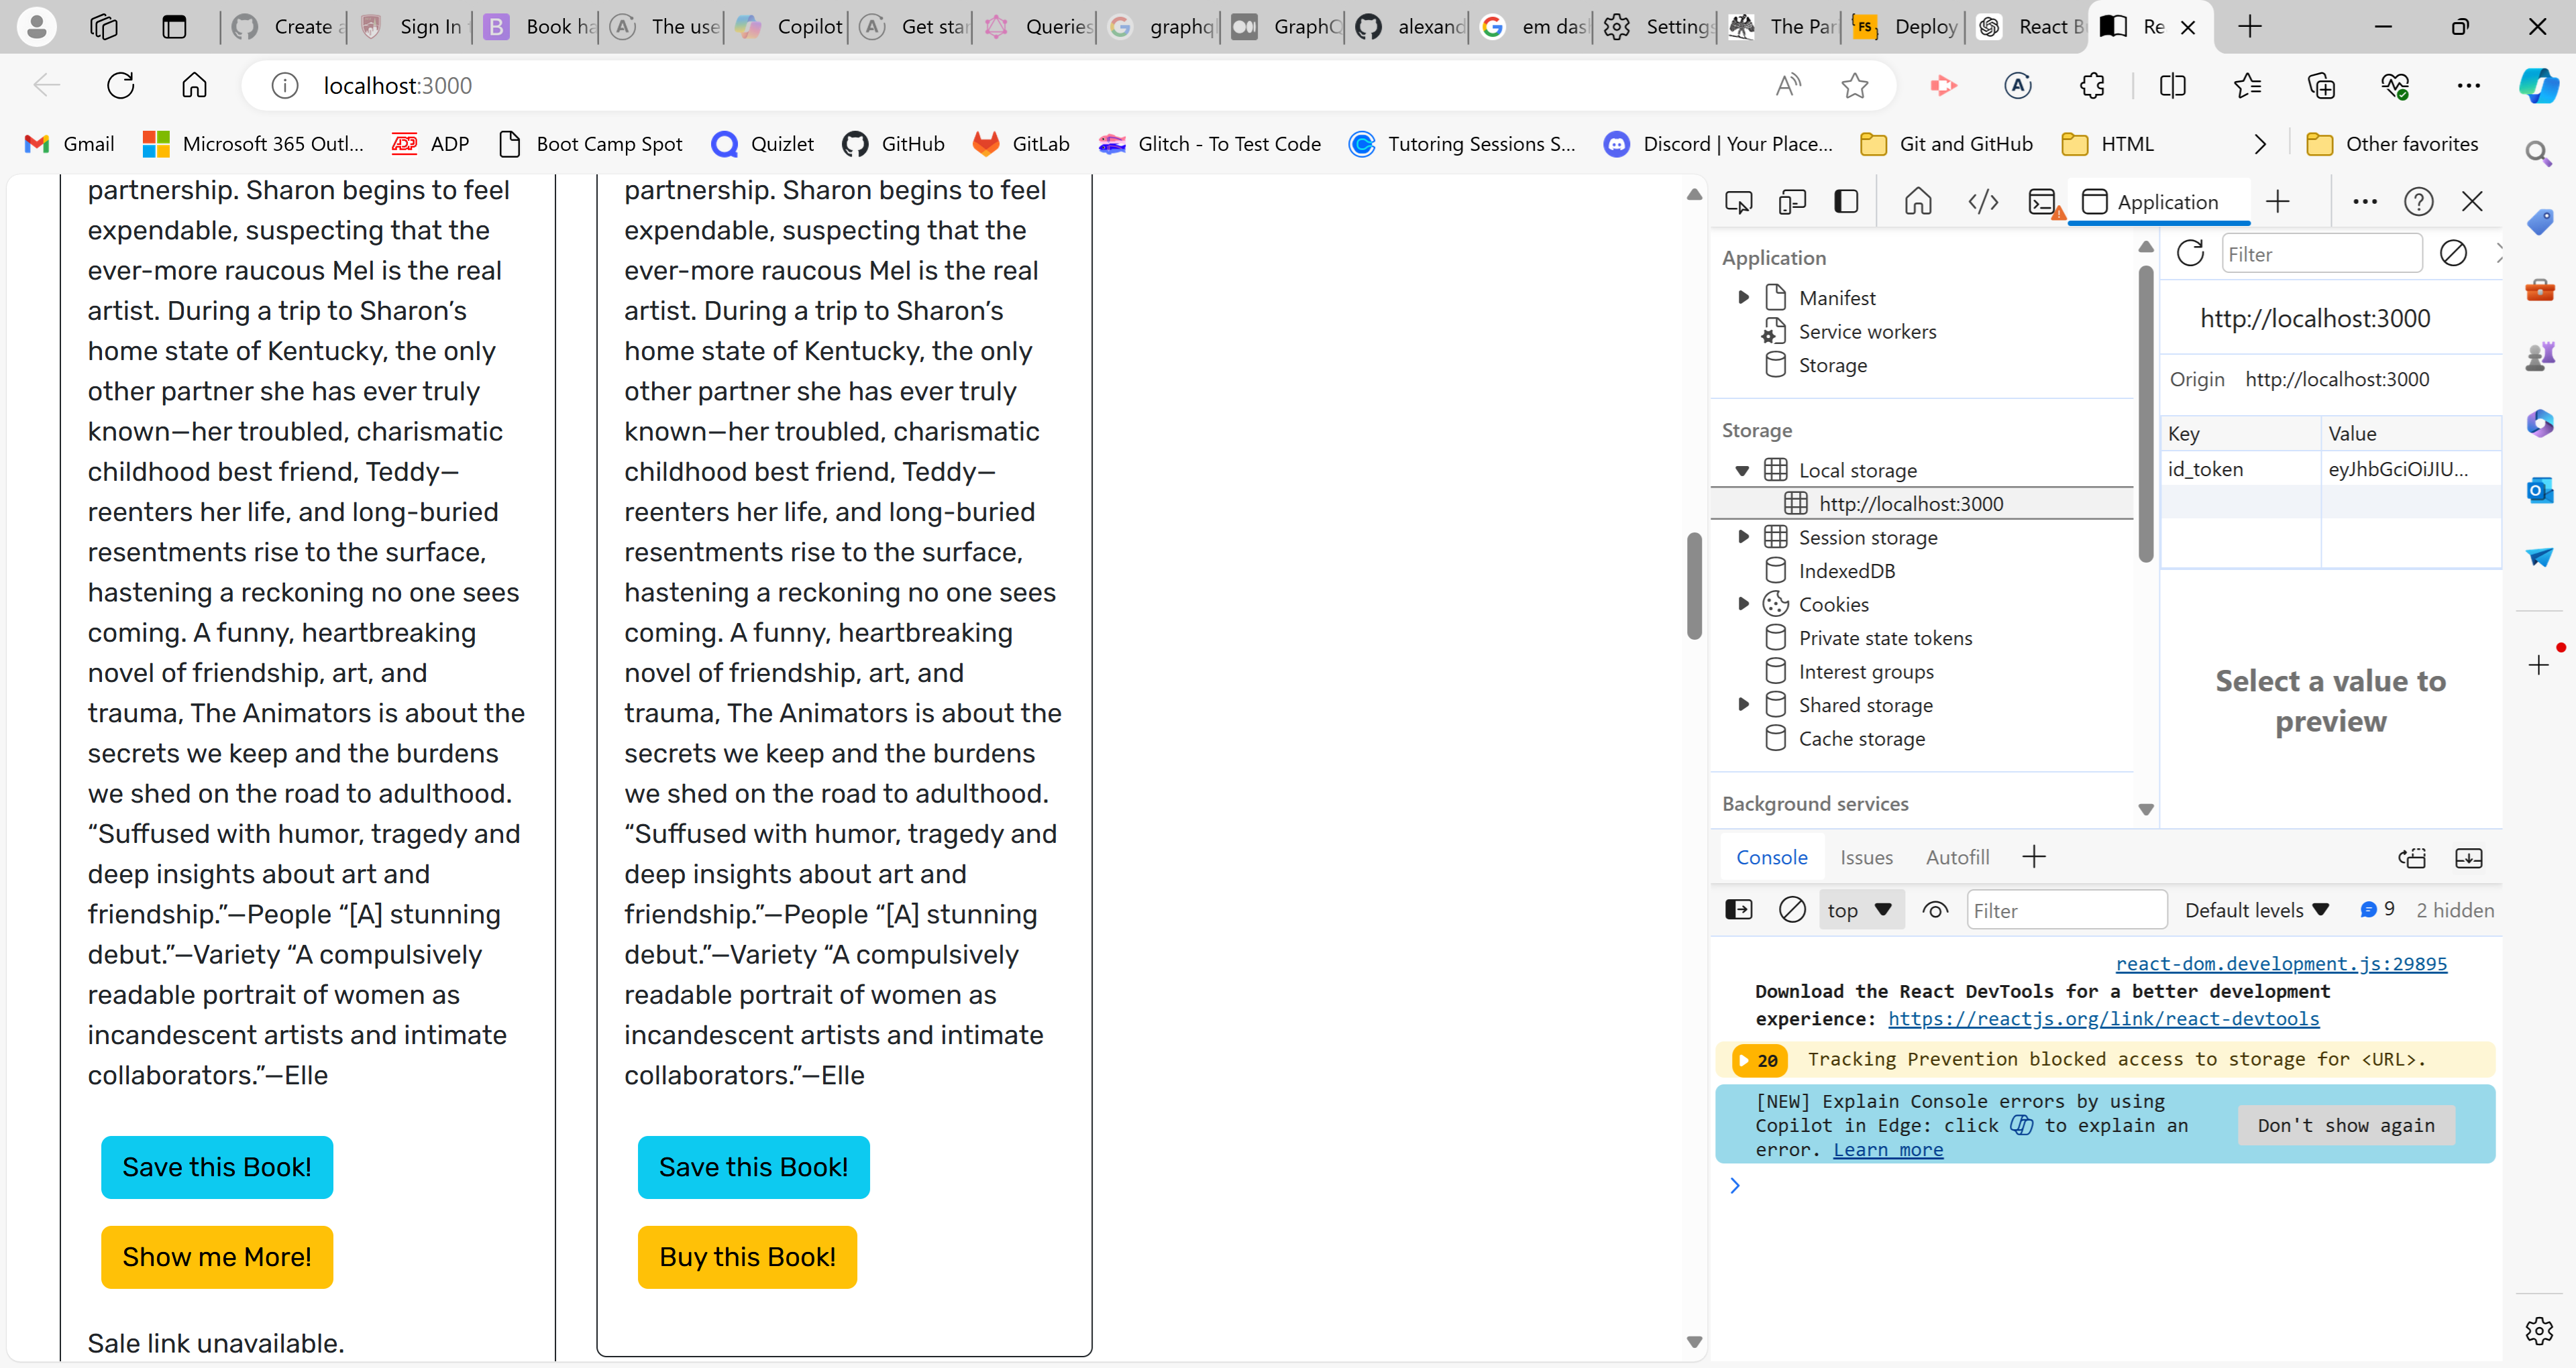 Create a
Sign In
Book ha
The use
Copilot
Get star
Queries
graphql
GraphQ
alexand
em das
Settings
The Par
Deploy
React B
Re
localhost:3000
Gmail
Microsoft 365 Outl...
ADP
Boot Camp Spot
Quizlet
GitHub
GitLab
Glitch - To Test Code
Tutoring Sessions S...
Discord | Your Place...
Git and GitHub
HTML
Other favorites
partnership. Sharon begins to feel
expendable, suspecting that the
ever-more raucous Mel is the real
artist. During a trip to Sharon’s
home state of Kentucky, the only
other partner she has ever truly
known—her troubled, charismatic
childhood best friend, Teddy—
reenters her life, and long-buried
resentments rise to the surface,
hastening a reckoning no one sees
coming. A funny, heartbreaking
novel of friendship, art, and
trauma, The Animators is about the
secrets we keep and the burdens
we shed on the road to adulthood.
“Suffused with humor, tragedy and
deep insights about art and
friendship.”—People “[A] stunning
debut.”—Variety “A compulsively
readable portrait of women as
incandescent artists and intimate
collaborators.”—Elle
Save this Book!
Show me More!
Sale link unavailable.
partnership. Sharon begins to feel
expendable, suspecting that the
ever-more raucous Mel is the real
artist. During a trip to Sharon’s
home state of Kentucky, the only
other partner she has ever truly
known—her troubled, charismatic
childhood best friend, Teddy—
reenters her life, and long-buried
resentments rise to the surface,
hastening a reckoning no one sees
coming. A funny, heartbreaking
novel of friendship, art, and
trauma, The Animators is about the
secrets we keep and the burdens
we shed on the road to adulthood.
“Suffused with humor, tragedy and
deep insights about art and
friendship.”—People “[A] stunning
debut.”—Variety “A compulsively
readable portrait of women as
incandescent artists and intimate
collaborators.”—Elle
Save this Book!
Buy this Book!
Application
Application
Manifest
Service workers
Storage
Storage
Local storage
http://localhost:3000
Session storage
IndexedDB
Cookies
Private state tokens
Interest groups
Shared storage
Cache storage
Background services
Filter
http://localhost:3000
Origin http://localhost:3000
Key Value
id_token eyJhbGciOiJIU...
Select a value to
preview
Console Issues Autofill
top Filter Default levels 9 2 hidden
react-dom.development.js:29895
Download the React DevTools for a better development
experience: https://reactjs.org/link/react-devtools
20 Tracking Prevention blocked access to storage for <URL>.
[NEW] Explain Console errors by using
Copilot in Edge: click to explain an
error. Learn more
Don't show again